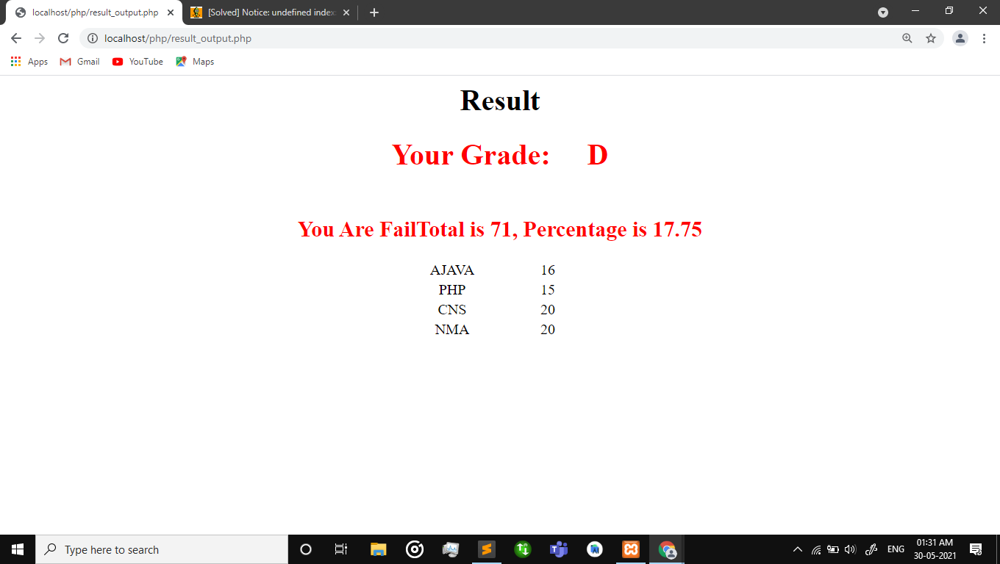 localhost/php/result_output.php
[Solved] Notice: undefined index
localhost/php/result_output.php
Apps Gmail YouTube Maps
Result
Your Grade: D
You Are FailTotal is 71, Percentage is 17.75
AJAVA 16
PHP 15
CNS 20
NMA 20
Type here to search
ENG
01:31 AM
30-05-2021